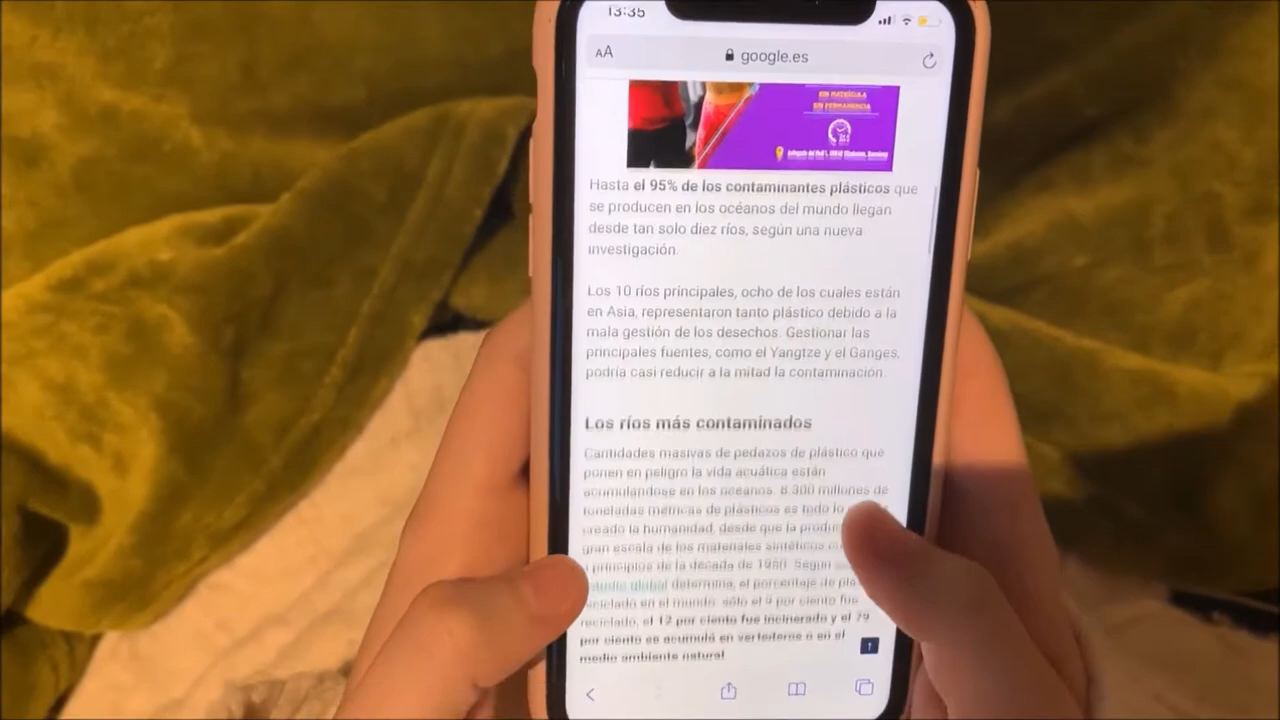 13:35
AA
google.es
SIN MATRÍCULA
SIN PERMANENCIA
Hasta el 95% de los contaminantes plásticos que
se producen en los océanos del mundo llegan
desde tan solo diez ríos, según una nueva
investigación.
Los 10 ríos principales, ocho de los cuales están
en Asia, representaron tanto plástico debido a la
mala gestión de los desechos. Gestionar las
principales fuentes, como el Yangtze y el Ganges,
podría casi reducir a la mitad la contaminación.
Los ríos más contaminados
Cantidades masivas de pedazos de plástico que
ponen en peligro la vida acuática están
acumulándose en los océanos. 8.300 millones de
toneladas métricas de plásticos es todo lo
creado la humanidad, desde que la
gran escala de los materiales sintéticos
principios de la década de 1950. Según
global determina, el porcentaje de
reciclado en el mundo, sólo el 9 por ciento fue
reciclado, el 12 por ciento fue incinerado y el 79
por ciento se acumuló en vertederos o en el
medio ambiente natural